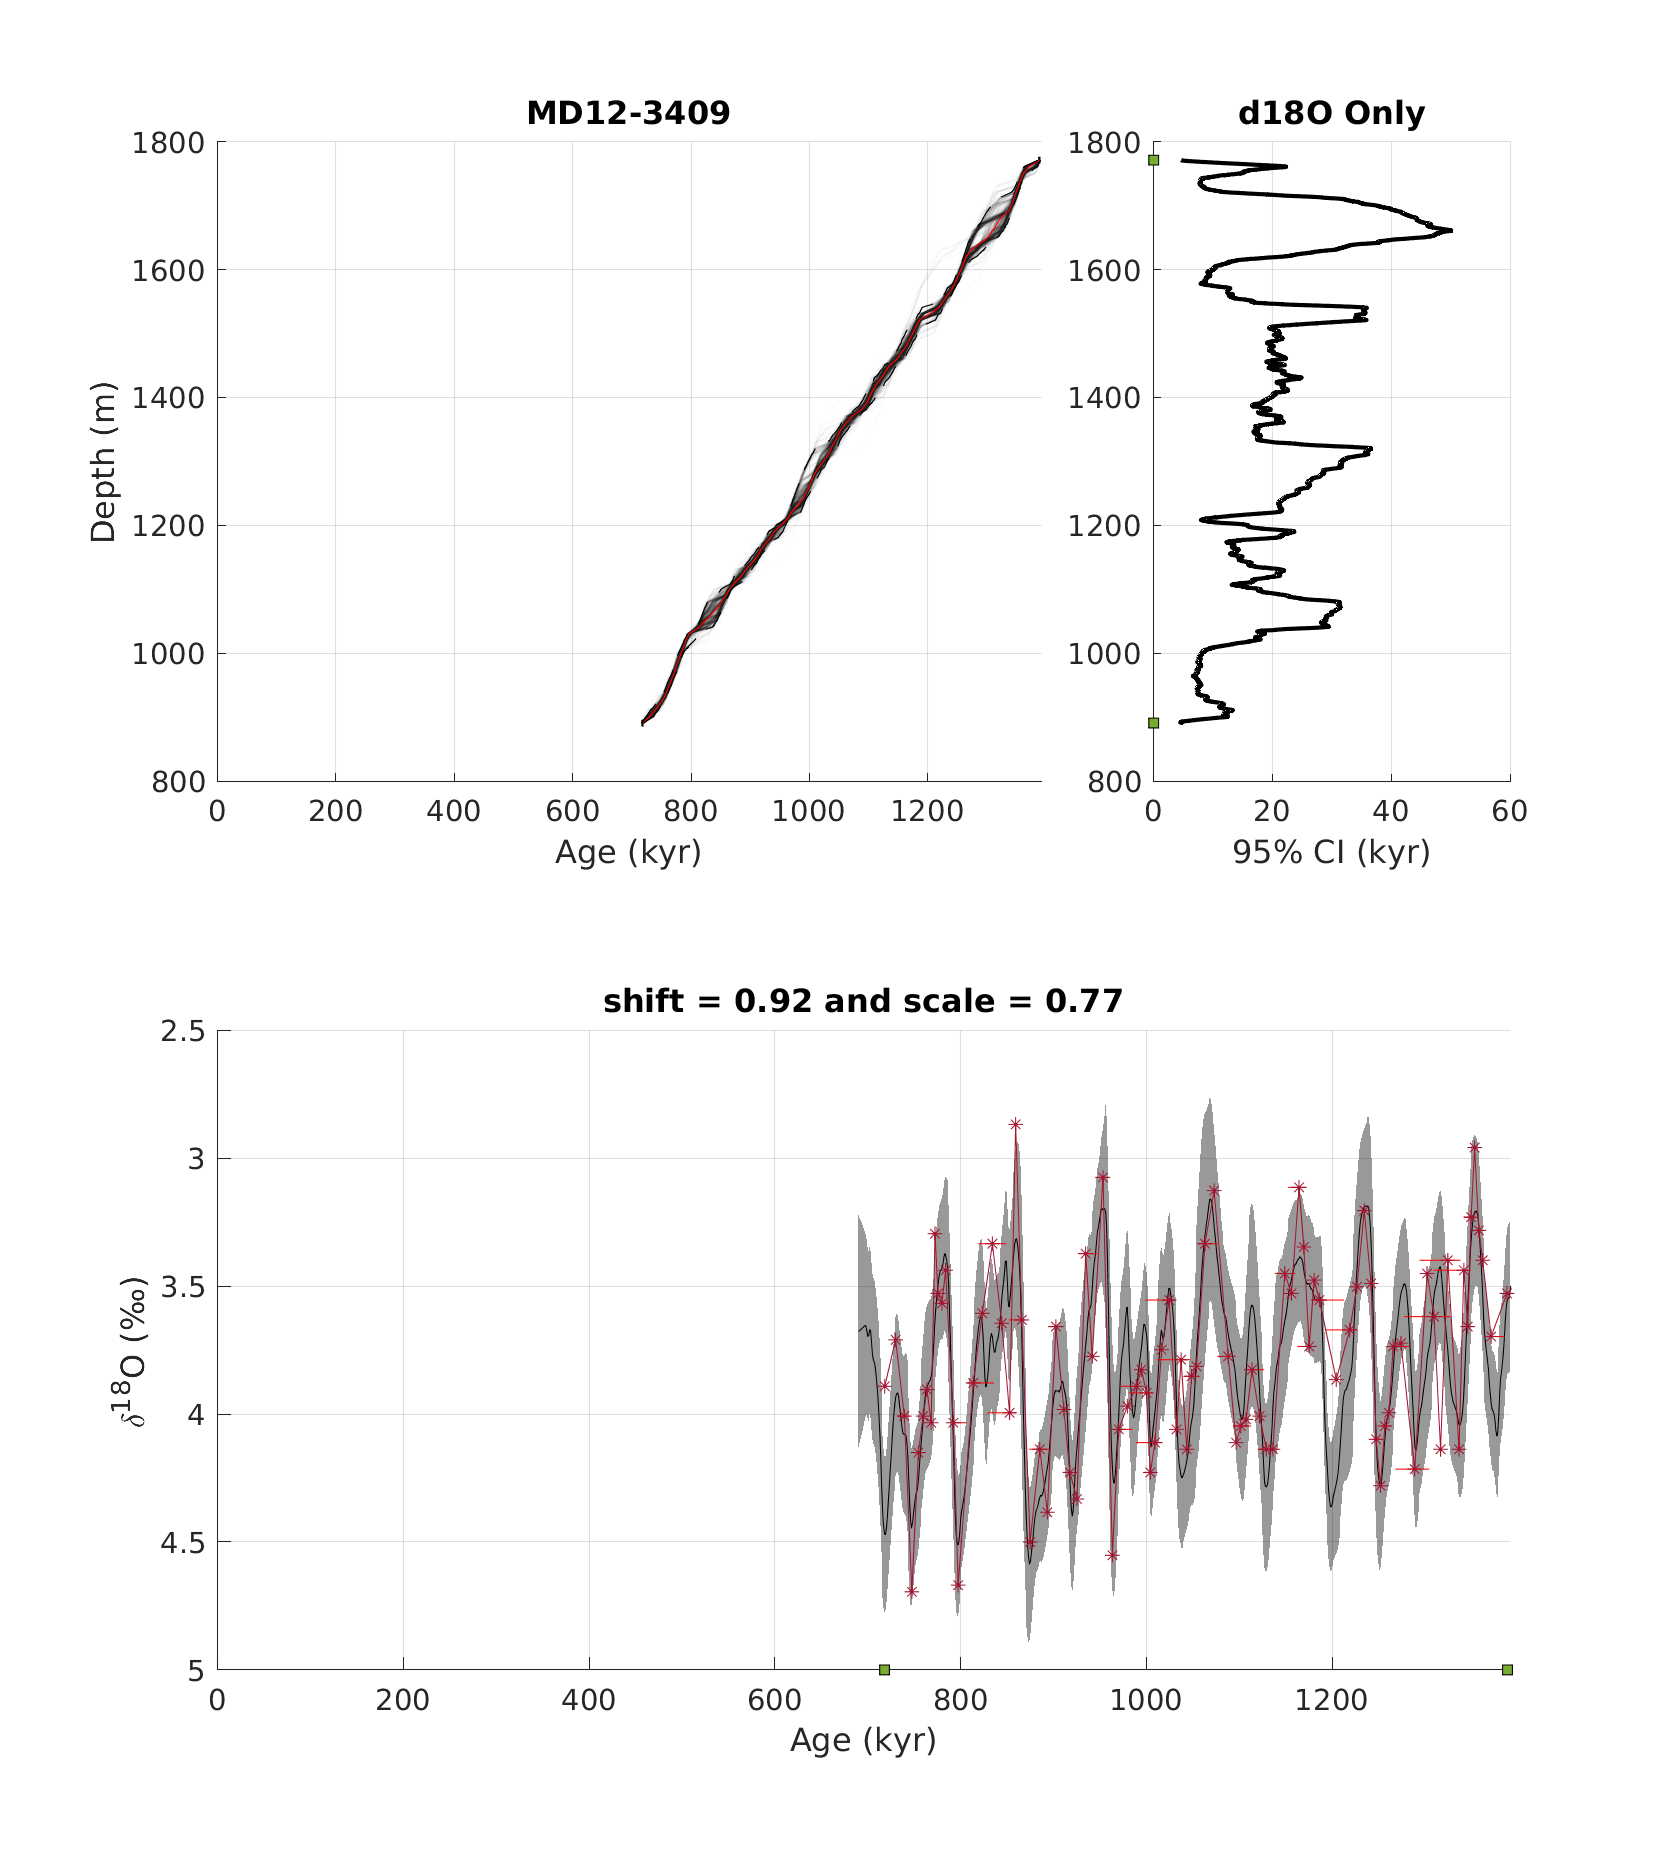 MD12-3409
d18O Only
1800
1600
1400
1200
1000
800
Depth (m)
0 200 400 600 800 1000 1200
Age (kyr)
1800
1600
1400
1200
1000
800
0 20 40 60
95% CI (kyr)
shift = 0.92 and scale = 0.77
2.5
3
3.5
4
4.5
5
δ18O (‰)
0 200 400 600 800 1000 1200
Age (kyr)